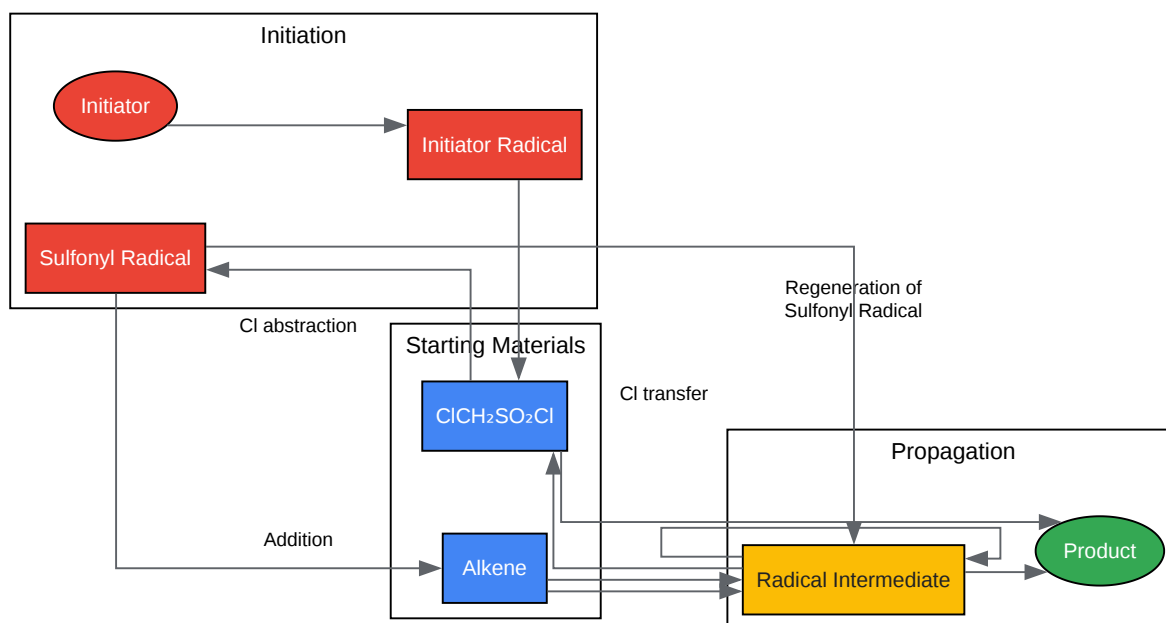 Initiation
Initiator
Initiator Radical
Sulfonyl Radical
Regeneration of
Sulfonyl Radical
Cl abstraction
Starting Materials
ClCH₂SO₂Cl
Cl transfer
Propagation
Addition
Alkene
Radical Intermediate
Product